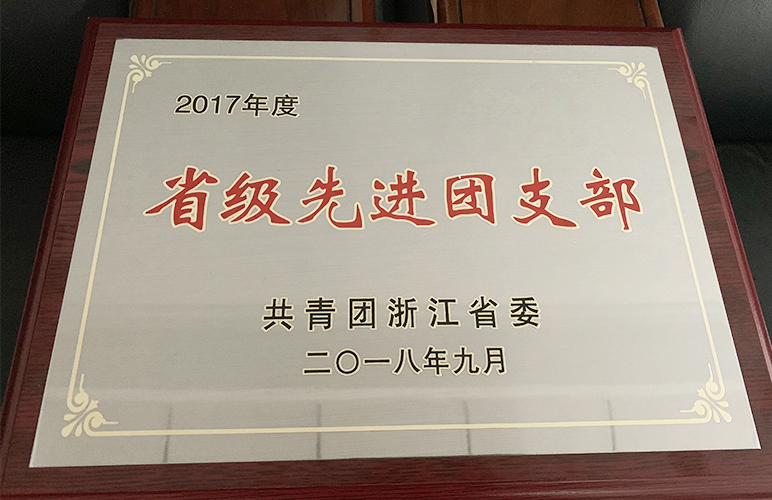 2017年度
省级先进团支部
共青团浙江省委
二〇一八年九月